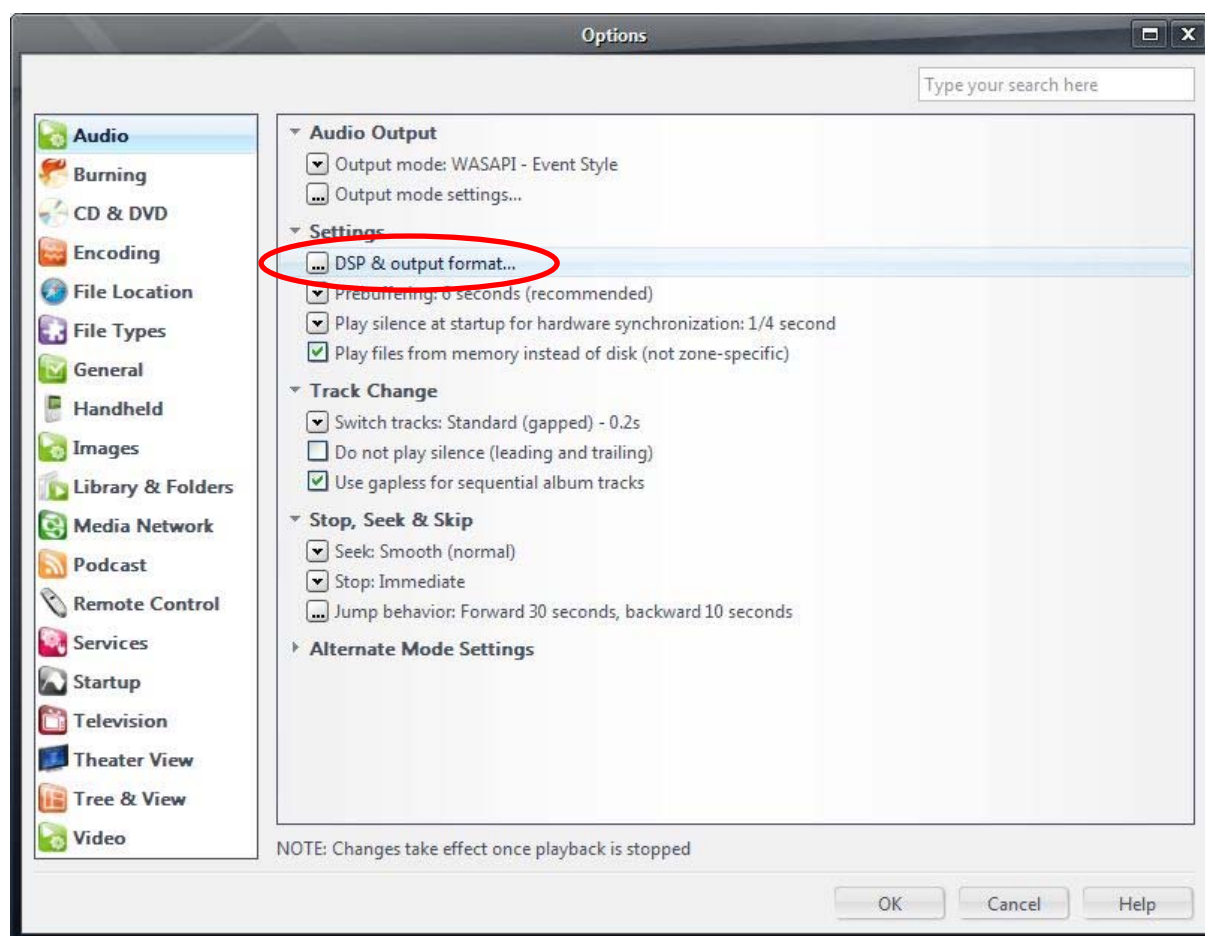 Options
Type your search here
Audio
Burning
CD & DVD
Encoding
File Location
File Types
General
Handheld
Images
Library & Folders
Media Network
Podcast
Remote Control
Services
Startup
Television
Theater View
Tree & View
Video
Audio Output
Output mode: WASAPI - Event Style
Output mode settings...
Settings
DSP & output format...
Prebuffering: 6 seconds (recommended)
Play silence at startup for hardware synchronization: 1/4 second
Play files from memory instead of disk (not zone-specific)
Track Change
Switch tracks: Standard (gapped) - 0.2s
Do not play silence (leading and trailing)
Use gapless for sequential album tracks
Stop, Seek & Skip
Seek: Smooth (normal)
Stop: Immediate
Jump behavior: Forward 30 seconds, backward 10 seconds
Alternate Mode Settings
NOTE: Changes take effect once playback is stopped
OK
Cancel
Help